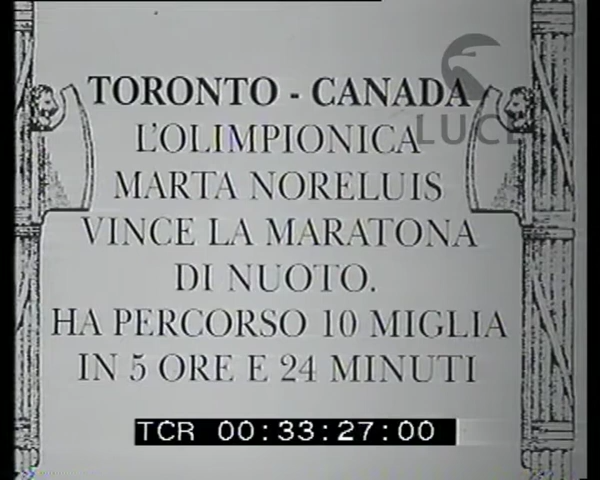 TORONTO - CANADA
L'OLIMPIONICA
MARTA NORELUIS
VINCE LA MARATONA
DI NUOTO.
HA PERCORSO 10 MIGLIA
IN 5 ORE E 24 MINUTI
LUCE
TCR 00:33:27:00